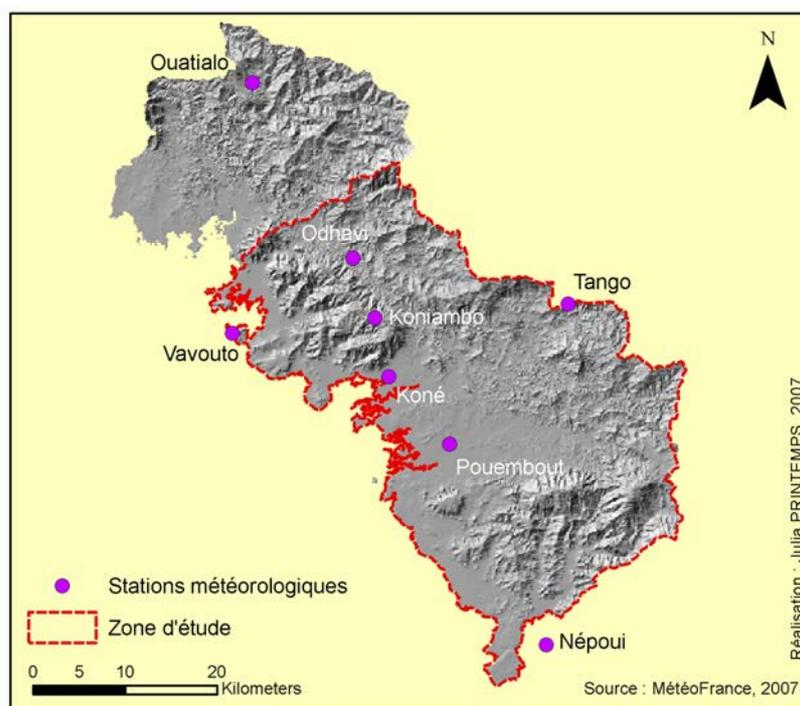 N
Ouatialo
Odhavi
Tango
Koniambo
Vavouto
Koné
Pouembout
Stations météorologiques
Zone d'étude
Népoui
0 5 10 20
Kilometers
Source : MétéoFrance, 2007
Réalisation : Julia PRINTEMPS, 2007